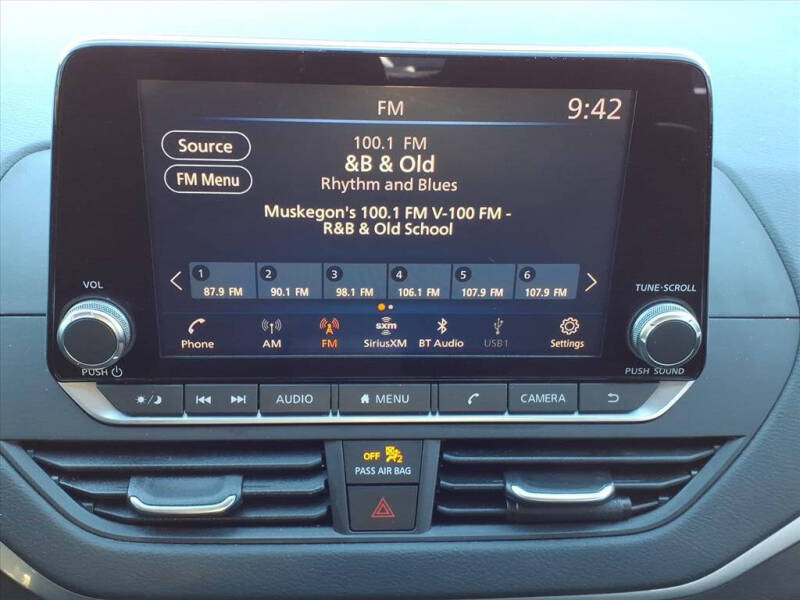 FM
9:42
Source
100.1 FM
&B & Old
FM Menu
Rhythm and Blues
Muskegon's 100.1 FM V-100 FM -
R&B & Old School
1 2 3 4 5 6
87.9 FM 90.1 FM 98.1 FM 106.1 FM 107.9 FM 107.9 FM
sxm
Phone AM FM SiriusXM BT Audio USB1 Settings
VOL
PUSH
TUNE·SCROLL
PUSH SOUND
AUDIO MENU CAMERA
OFF 2
PASS AIR BAG